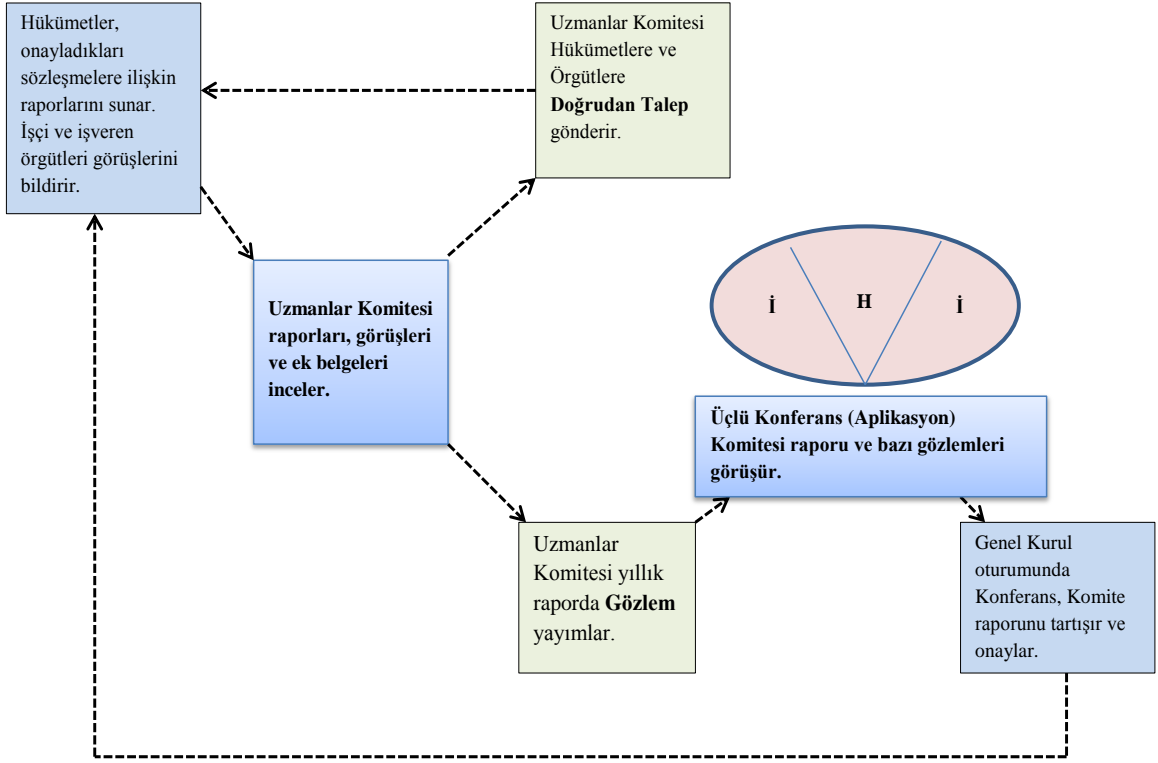 Hükümetler,
onayladıkları
sözleşmelere ilişkin
raporlarını sunar.
İşçi ve işveren
örgütleri görüşlerini
bildirir.
Uzmanlar Komitesi
Hükümetlere ve
Örgütlere
Doğrudan Talep
gönderir.
Uzmanlar Komitesi
raporları, görüşleri
ve ek belgeleri
inceler.
İ
H
İ
Üçlü Konferans (Aplikasyon)
Komitesi raporu ve bazı gözlemleri
görüşür.
Uzmanlar
Komitesi yıllık
raporda Gözlem
yayımlar.
Genel Kurul
oturumunda
Konferans, Komite
raporunu tartışır ve
onaylar.